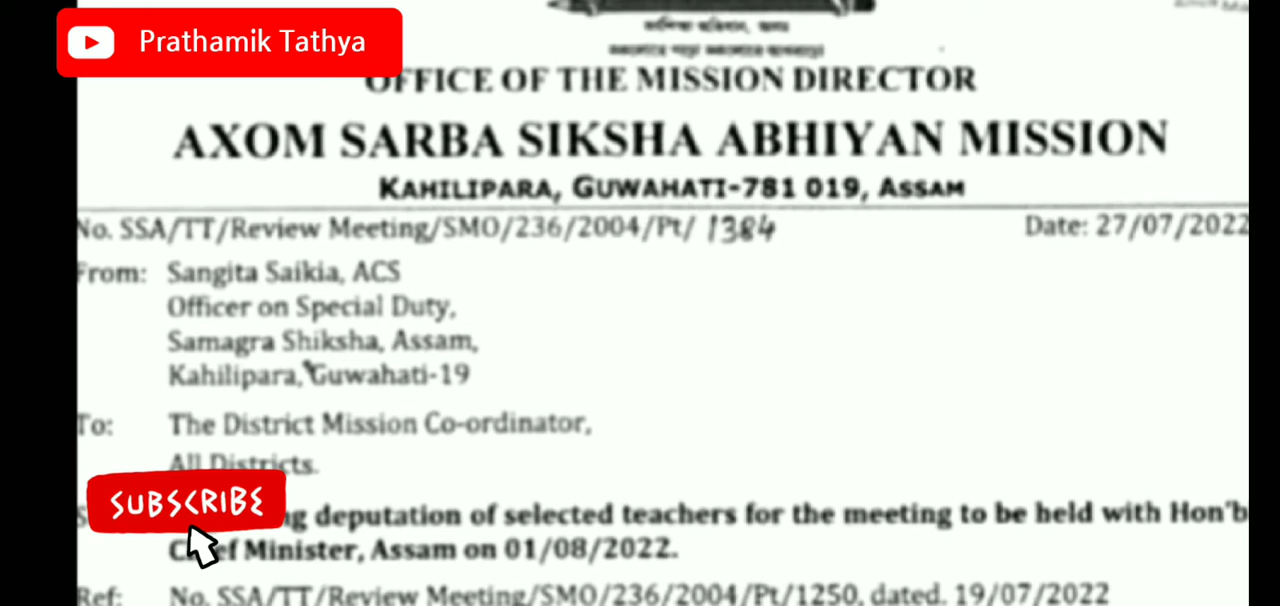 Prathamik Tathya
OFFICE OF THE MISSION DIRECTOR
AXOM SARBA SIKSHA ABHIYAN MISSION
KAHILIPARA, GUWAHATI-781 019, ASSAM
No. SSA/TT/Review Meeting/SMO/236/2004/Pt/ 1384 Date: 27/07/2022
From: Sangita Saikia, ACS
Officer on Special Duty,
Samagra Shiksha, Assam,
Kahilipara, Guwahati-19
To: The District Mission Co-ordinator,
All Districts.
SUBSCRIBE
deputation of selected teachers for the meeting to be held with Hon'b
Minister, Assam on 01/08/2022.
Ref: No. SSA/TT/Review Meeting/SMO/236/2004/Pt/1250, dated. 19/07/2022